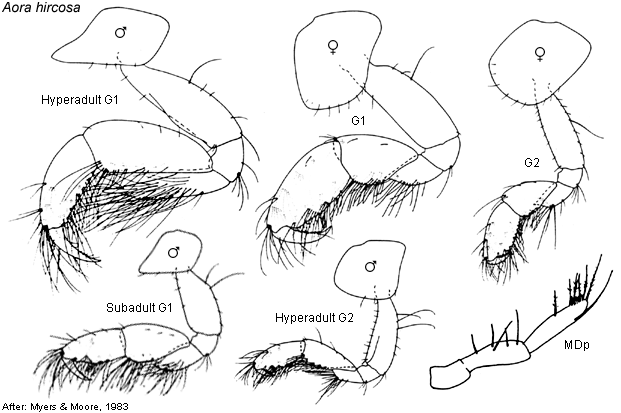 Aora hircosa
♂
♀
♀
Hyperadult G1
G1
G2
♂
♂
Subadult G1
Hyperadult G2
MDp
After: Myers & Moore, 1983